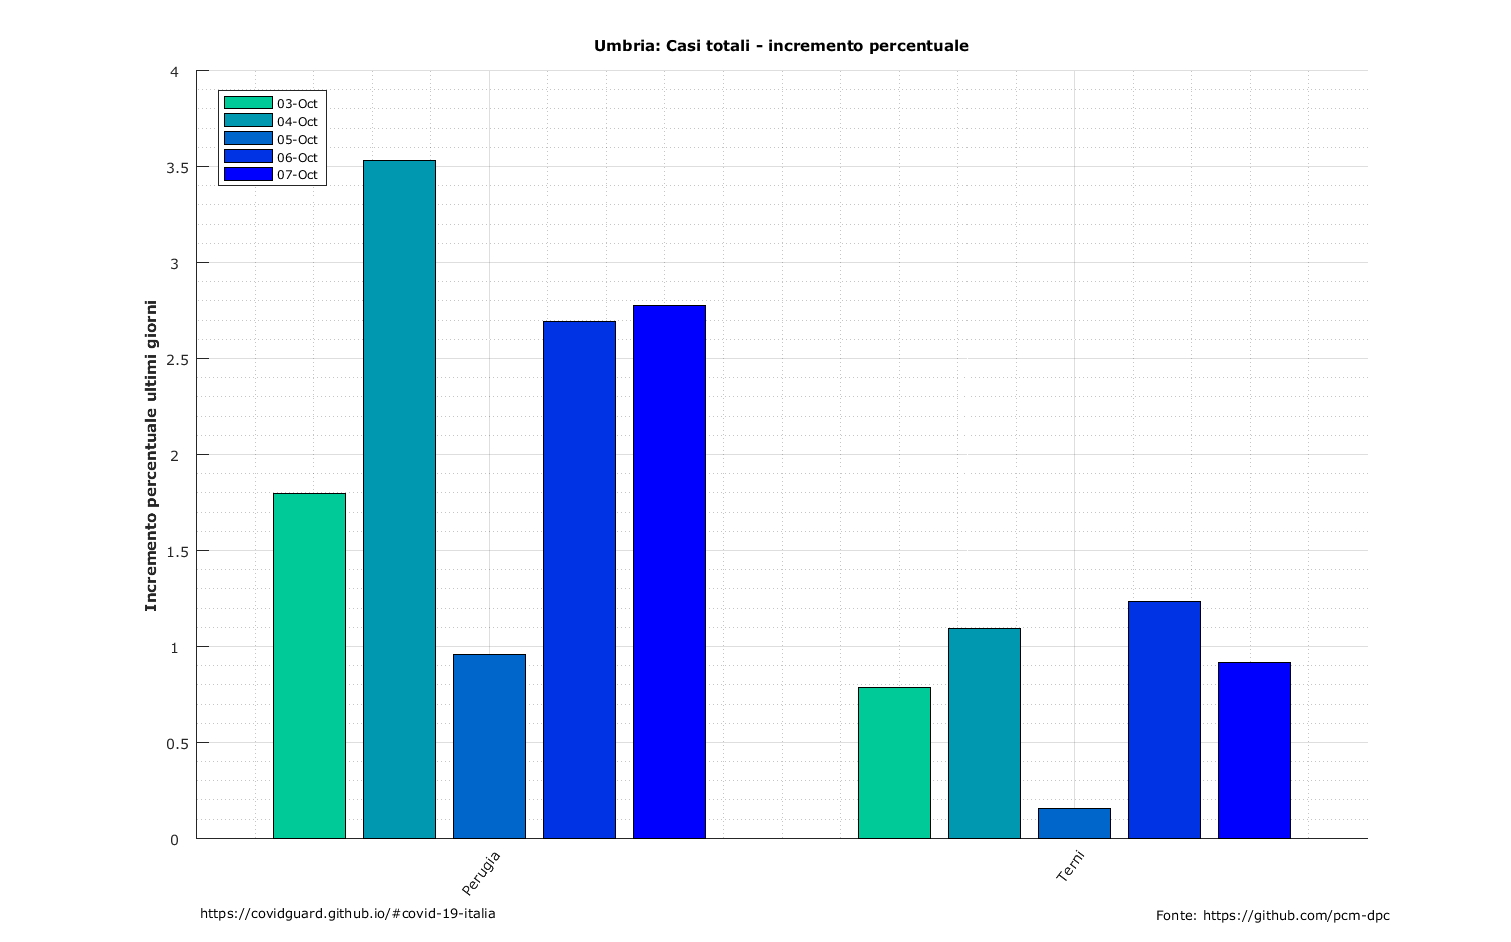 Umbria: Casi totali - incremento percentuale
Incremento percentuale ultimi giorni
4
3.5
3
2.5
2
1.5
1
0.5
0
03-Oct
04-Oct
05-Oct
06-Oct
07-Oct
Perugia
Terni
https://covidguard.github.io/#covid-19-italia
Fonte: https://github.com/pcm-dpc